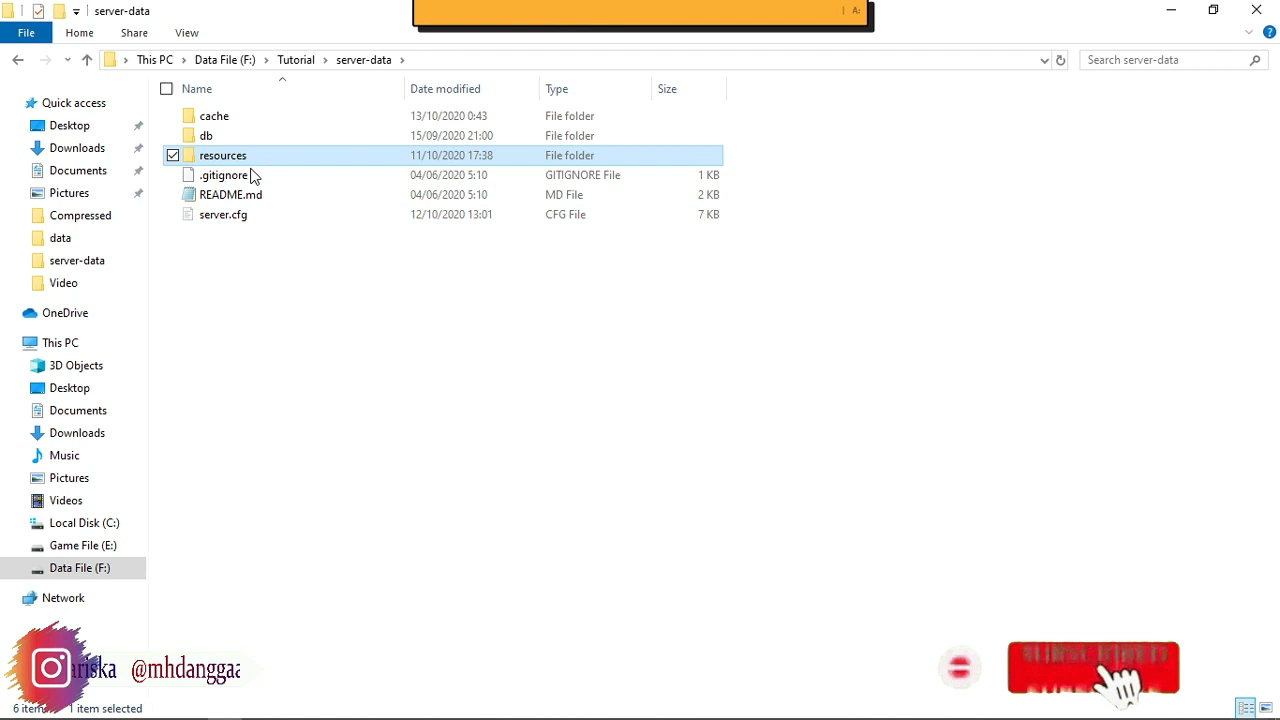 server-data
File Home Share View
This PC Data File (F:) Tutorial server-data Search server-data
Name Date modified Type Size
cache 13/10/2020 0:43 File folder
db 15/09/2020 21:00 File folder
resources 11/10/2020 17:38 File folder
.gitignore 04/06/2020 5:10 GITIGNORE File 1 KB
README.md 04/06/2020 5:10 MD File 2 KB
server.cfg 12/10/2020 13:01 CFG File 7 KB
Quick access
Desktop
Downloads
Documents
Pictures
Compressed
data
server-data
Video
OneDrive
This PC
3D Objects
Desktop
Documents
Downloads
Music
Pictures
Videos
Local Disk (C:)
Game File (E:)
Data File (F:)
Network
ariska @mhdanggaa
6 items 1 item selected